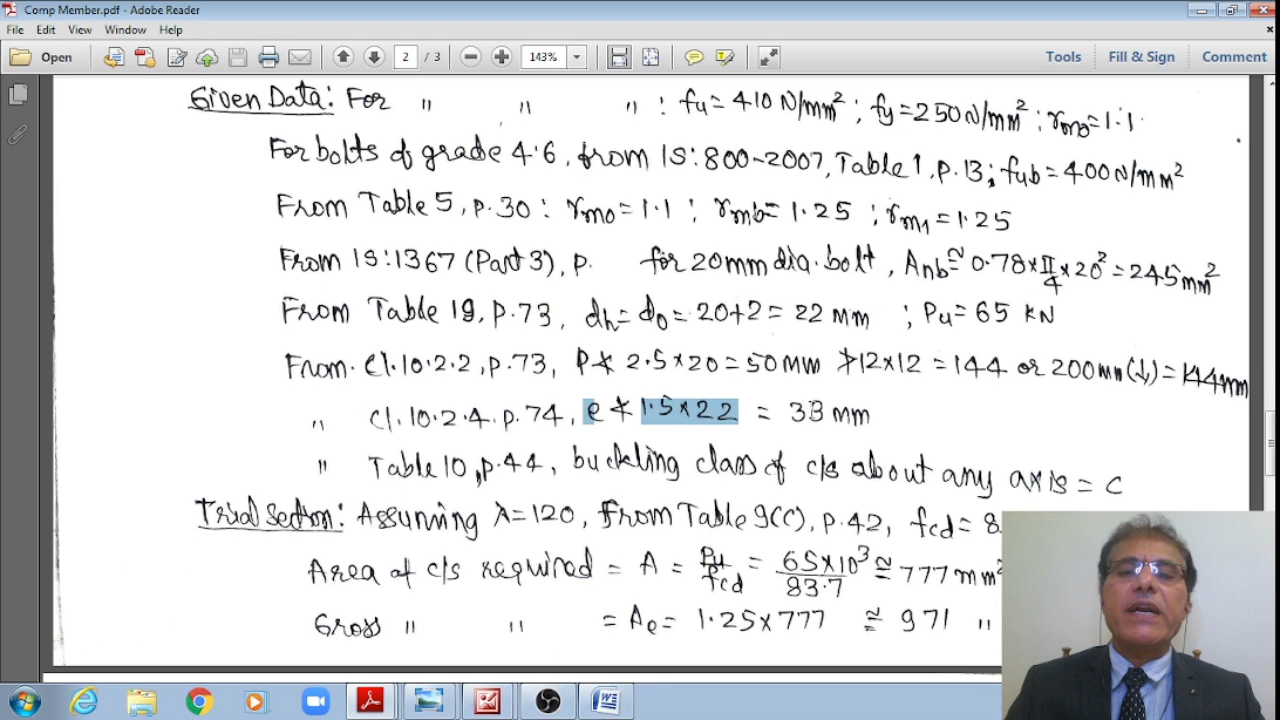 Comp Member.pdf - Adobe Reader
File Edit View Window Help
Open 2 / 3 143% Tools Fill & Sign Comment
Given Data: For " " " : fu = 410 N/mm²; fy = 250 N/mm²; γm0 = 1.1
For bolts of grade 4.6, from IS:800-2007, Table 1, p.13; fub = 400 N/mm²
From Table 5, p.30 : γm0 = 1.1 ; γmb = 1.25 ; γm1 = 1.25
From IS:1367 (Part 3), p. for 20mm dia. bolt, Anb ≅ 0.78 × π/4 × 20² = 245 mm²
From Table 19, p.73, dh = do = 20+2 = 22 mm ; Pu = 65 KN
From Cl.10.2.2, p.73, p ≮ 2.5×20 = 50mm ≯ 12×12 = 144 or 200mm (↓) = 144mm
" Cl.10.2.4.p.74, e ≮ 1.5×22 = 33 mm
" Table 10, p.44, buckling class of c/s about any axis = c
Trial Section: Assuming λ = 120, from Table 9(c), p.42, fcd = 8
Area of c/s required = A = Pu/fcd = 65×10³/83.7 ≅ 777 mm²
Gross " " = Ae = 1.25×777 ≅ 971 "